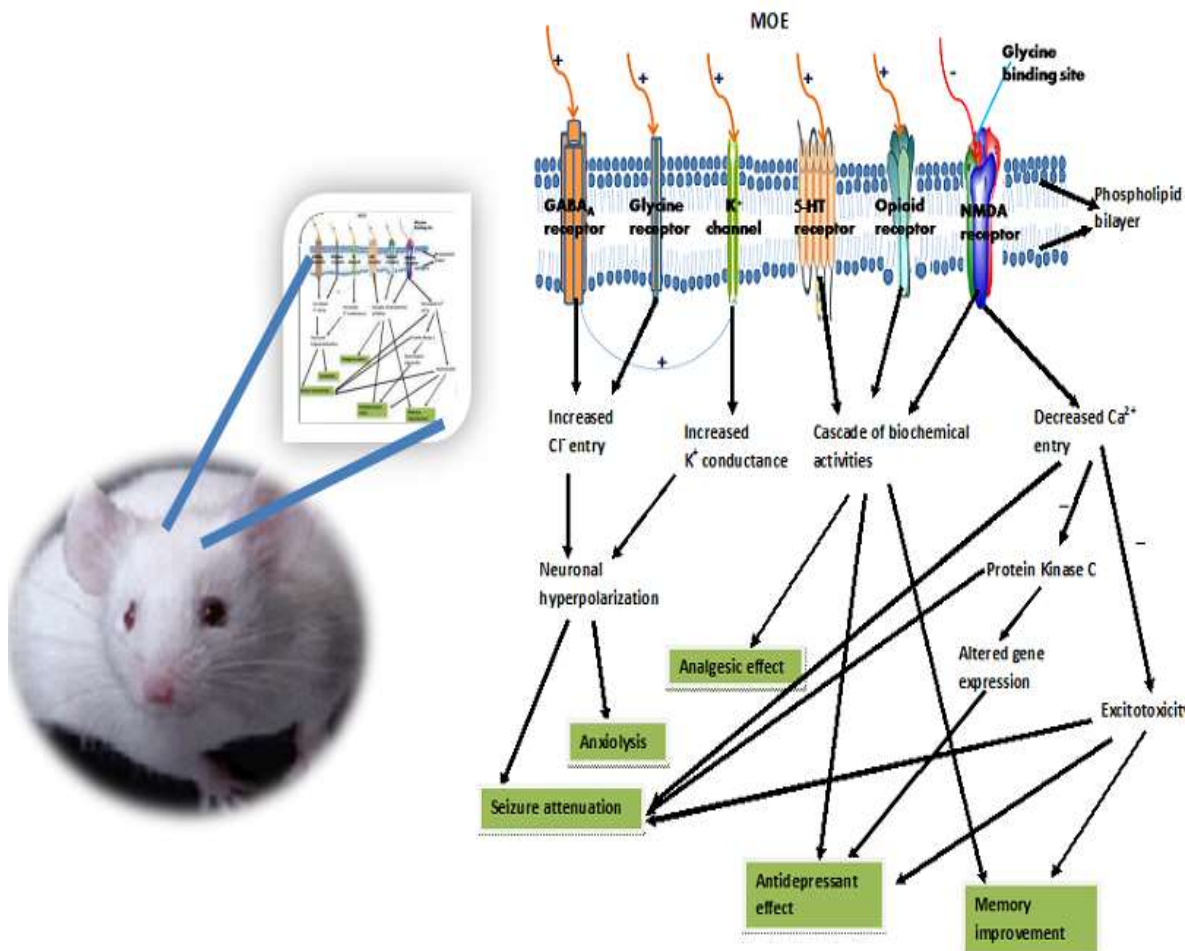 MOE
+
+
+
+
+
-
Glycine
binding site
GABA_A
receptor
Glycine
receptor
K⁺
channel
5-HT
receptor
Opioid
receptor
NMDA
receptor
Phospholipid
bilayer
+
Increased
Cl⁻ entry
Increased
K⁺ conductance
Cascade of biochemical
activities
Decreased Ca²⁺
entry
–
–
Neuronal
hyperpolarization
Protein Kinase C
Analgesic effect
Altered gene
expression
Excitotoxicity
Anxiolysis
Seizure attenuation
Antidepressant
effect
Memory
improvement